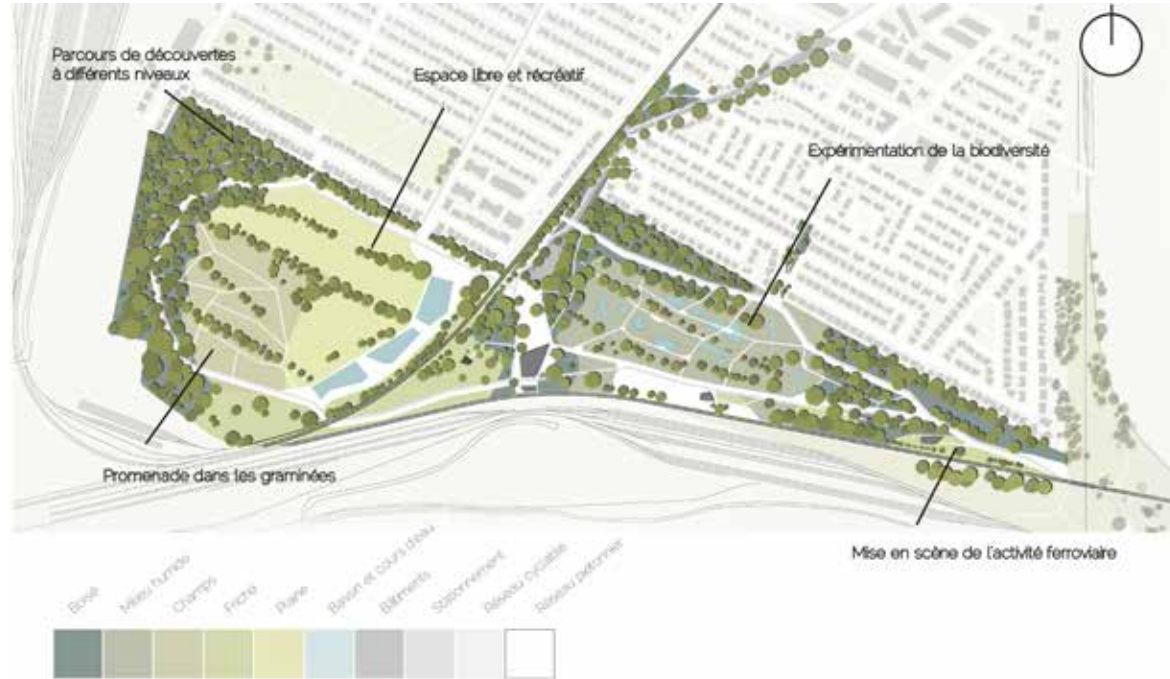 Parcours de découvertes
à différents niveaux
Espace libre et récréatif
Expérimentation de la biodiversité
Promenade dans les graminées
Mise en scène de l'activité ferroviaire
Boisé
Milieu humide
Champs
Friche
Plaine
Bassin et cours d'eau
Bâtiments
Stationnement
Réseau cyclable
Réseau piétonnier